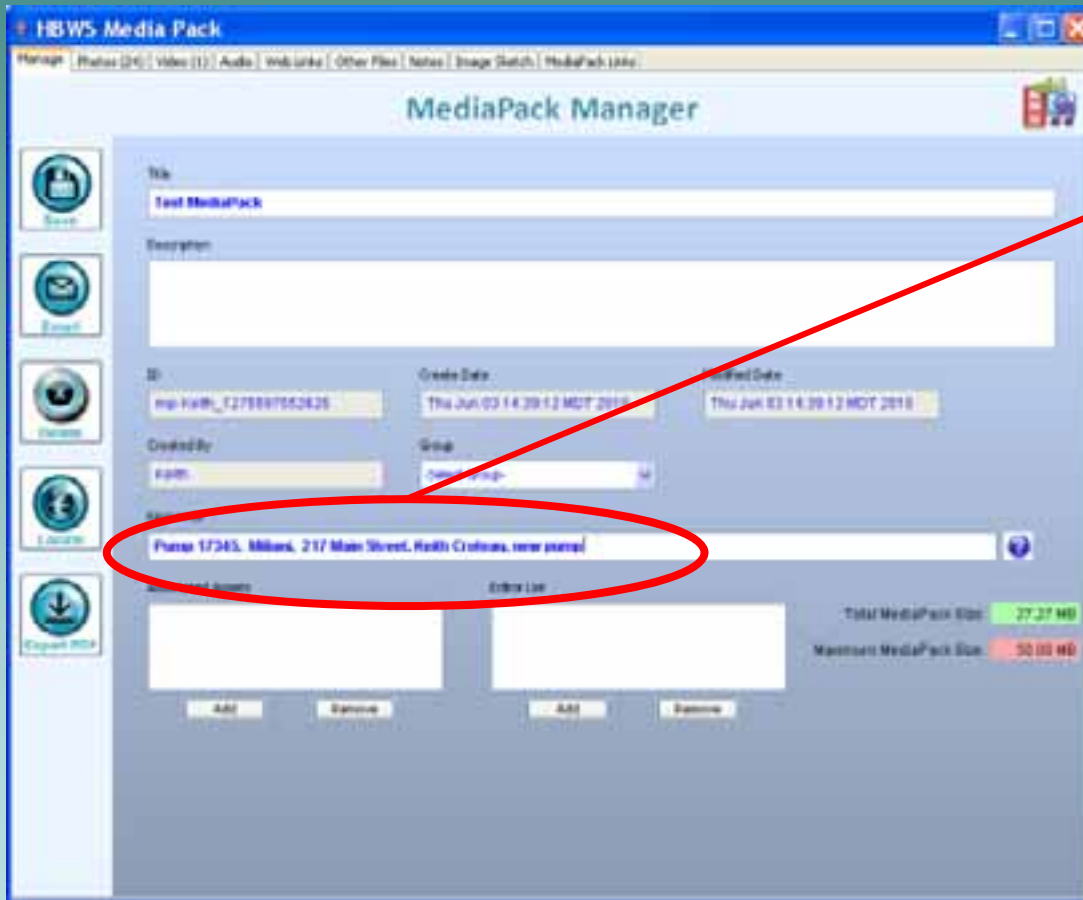 HBWS Media Pack
Manage Photos (24) Video (1) Audio Web Links Other Files Notes Image Sketch MediaPack Links
MediaPack Manager
Title
Test MediaPack
Save
Description
Email
ID Create Date Modified Date
Thu Jun 03 14:39:12 MDT 2010 Thu Jun 03 14:39:12 MDT 2010
Delete
Created By Group
Keith -Select Group-
Locate
Pump 17345, Mililani, 217 Main Street, Keith Croteau, new pump
Entire List
Total MediaPack Size: 27.27 MB
Export PDF
Maximum MediaPack Size: 50.00 MB
Add Remove Add Remove